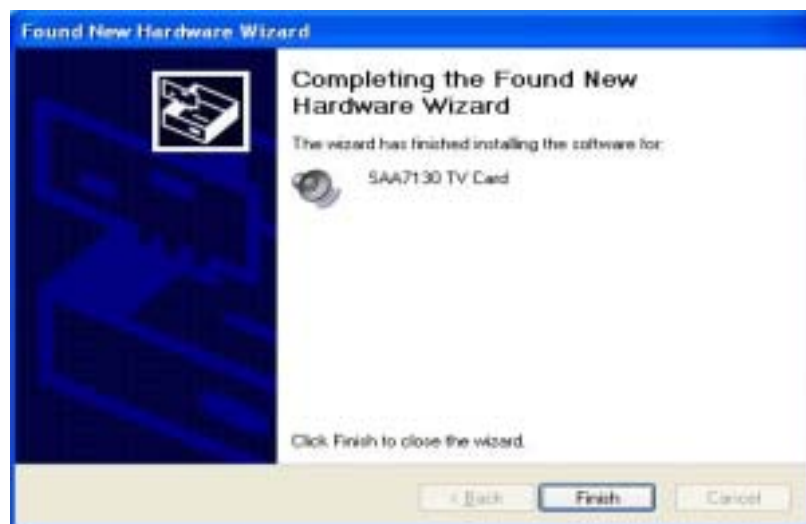 Found New Hardware Wizard
Completing the Found New
Hardware Wizard
The wizard has finished installing the software for:
SAA7130 TV Card
Click Finish to close the wizard.
< Back
Finish
Cancel